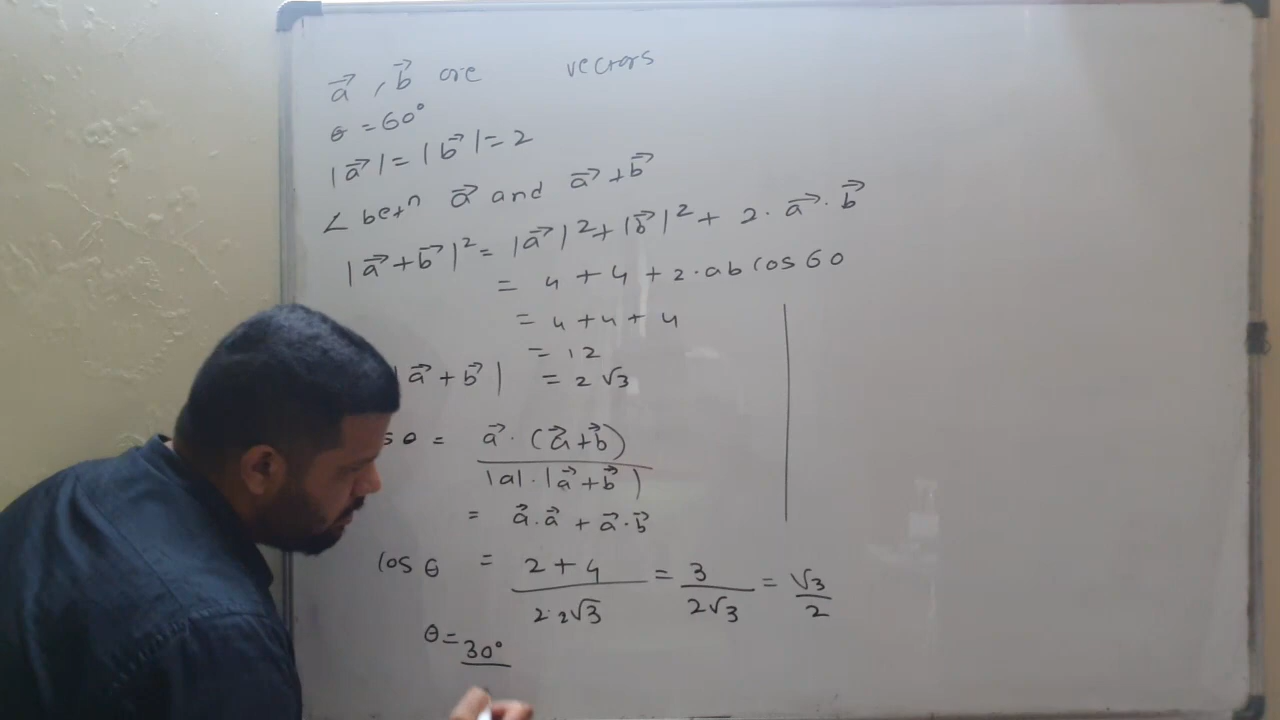 a⃗ , b⃗ are vectors
θ = 60°
|a⃗| = |b⃗| = 2
∠ betn a⃗ and a⃗ + b⃗
|a⃗ + b⃗|² = |a⃗|² + |b⃗|² + 2 · a⃗ · b⃗
= 4 + 4 + 2 · ab cos 60
= 4 + 4 + 4
= 12
|a⃗ + b⃗| = 2√3
s θ = a⃗ · (a⃗ + b⃗) / |a| · |a⃗ + b⃗|
= a⃗ . a⃗ + a⃗ . b⃗
cos θ = 2 + 4 / 2·2√3 = 3 / 2√3 = √3 / 2
θ = 30°